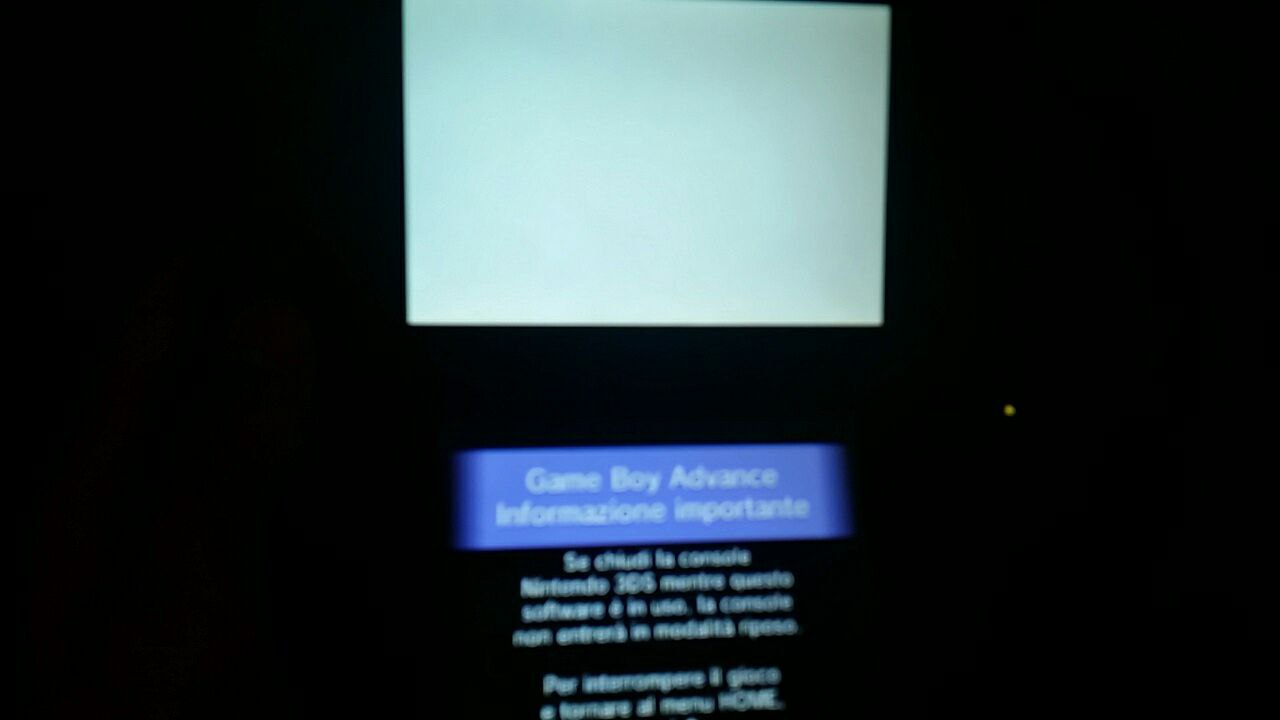 Game Boy Advance
Informazione importante
Se chiudi la console
Nintendo 3DS mentre questo
software è in uso, la console
non entrerà in modalità riposo.
Per interrompere il gioco
e tornare al menu HOME,